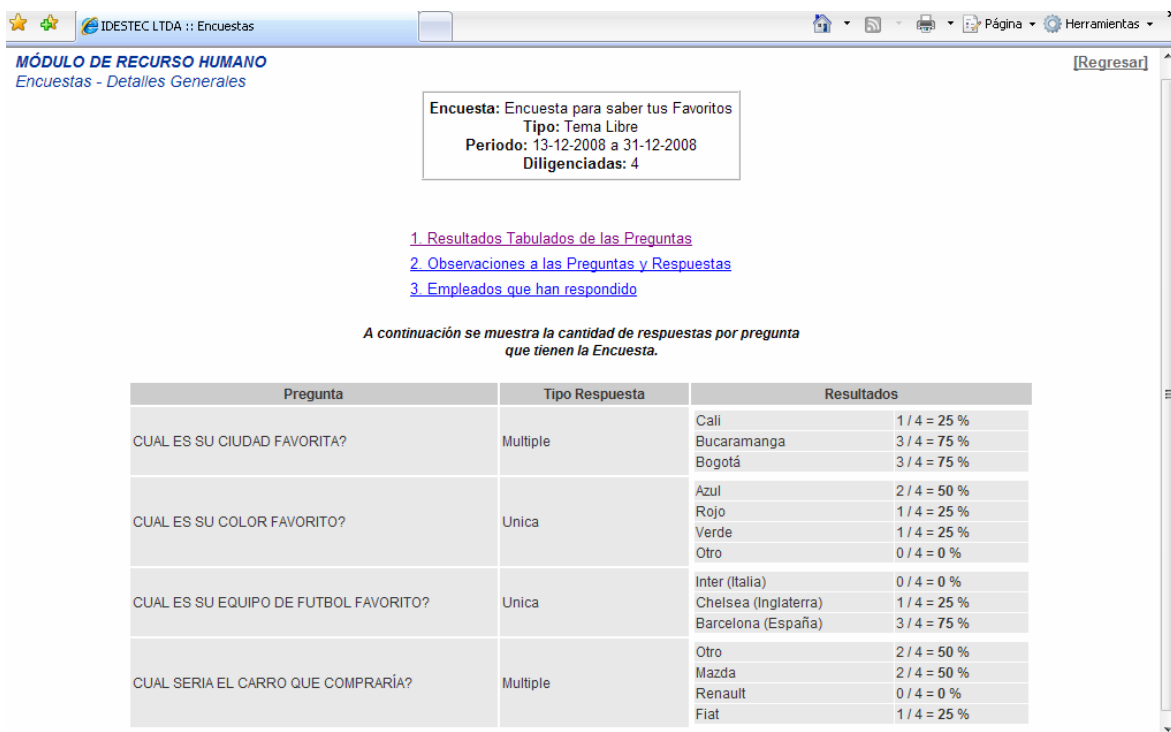 IDESTEC LTDA :: Encuestas
Página
Herramientas
MÓDULO DE RECURSO HUMANO
[Regresar]
Encuestas - Detalles Generales
Encuesta: Encuesta para saber tus Favoritos
Tipo: Tema Libre
Periodo: 13-12-2008 a 31-12-2008
Diligenciadas: 4
1. Resultados Tabulados de las Preguntas
2. Observaciones a las Preguntas y Respuestas
3. Empleados que han respondido
A continuación se muestra la cantidad de respuestas por pregunta
que tienen la Encuesta.
Pregunta Tipo Respuesta Resultados
CUAL ES SU CIUDAD FAVORITA? Multiple
Cali 1 / 4 = 25 %
Bucaramanga 3 / 4 = 75 %
Bogotá 3 / 4 = 75 %
CUAL ES SU COLOR FAVORITO? Unica
Azul 2 / 4 = 50 %
Rojo 1 / 4 = 25 %
Verde 1 / 4 = 25 %
Otro 0 / 4 = 0 %
CUAL ES SU EQUIPO DE FUTBOL FAVORITO? Unica
Inter (Italia) 0 / 4 = 0 %
Chelsea (Inglaterra) 1 / 4 = 25 %
Barcelona (España) 3 / 4 = 75 %
CUAL SERIA EL CARRO QUE COMPRARÍA? Multiple
Otro 2 / 4 = 50 %
Mazda 2 / 4 = 50 %
Renault 0 / 4 = 0 %
Fiat 1 / 4 = 25 %